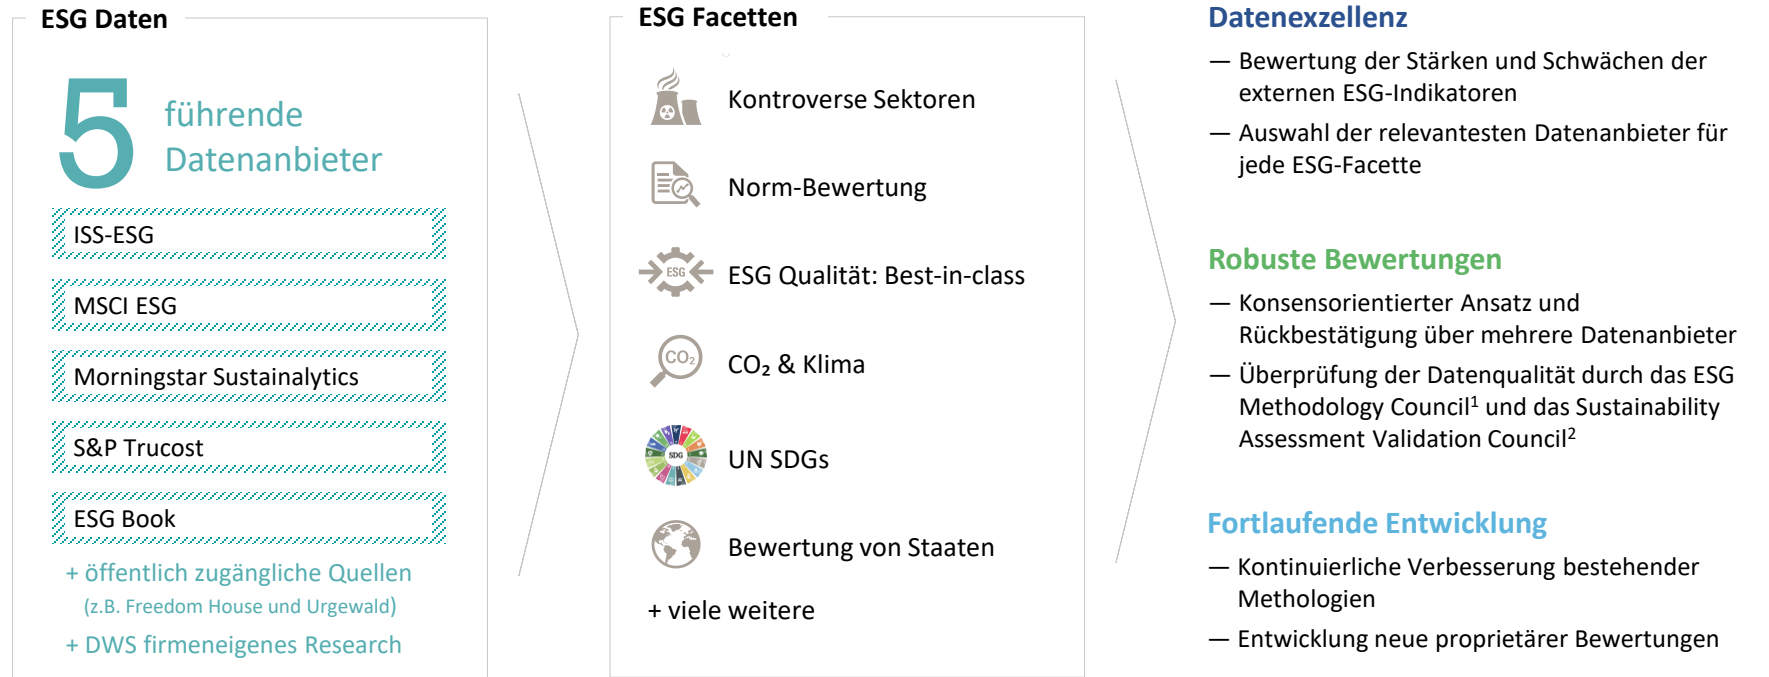 ESG Daten
5
führende
Datenanbieter
ISS-ESG
MSCI ESG
Morningstar Sustainalytics
S&P Trucost
ESG Book
+ öffentlich zugängliche Quellen
(z.B. Freedom House und Urgewald)
+ DWS firmeneigenes Research
ESG Facetten
Kontroverse Sektoren
Norm-Bewertung
ESG
ESG Qualität: Best-in-class
CO₂
CO₂ & Klima
SDG
UN SDGs
Bewertung von Staaten
+ viele weitere
Datenexzellenz
— Bewertung der Stärken und Schwächen der
externen ESG-Indikatoren
— Auswahl der relevantesten Datenanbieter für
jede ESG-Facette
Robuste Bewertungen
— Konsensorientierter Ansatz und
Rückbestätigung über mehrere Datenanbieter
— Überprüfung der Datenqualität durch das ESG
Methodology Council¹ und das Sustainability
Assessment Validation Council²
Fortlaufende Entwicklung
— Kontinuierliche Verbesserung bestehender
Methologien
— Entwicklung neue proprietärer Bewertungen